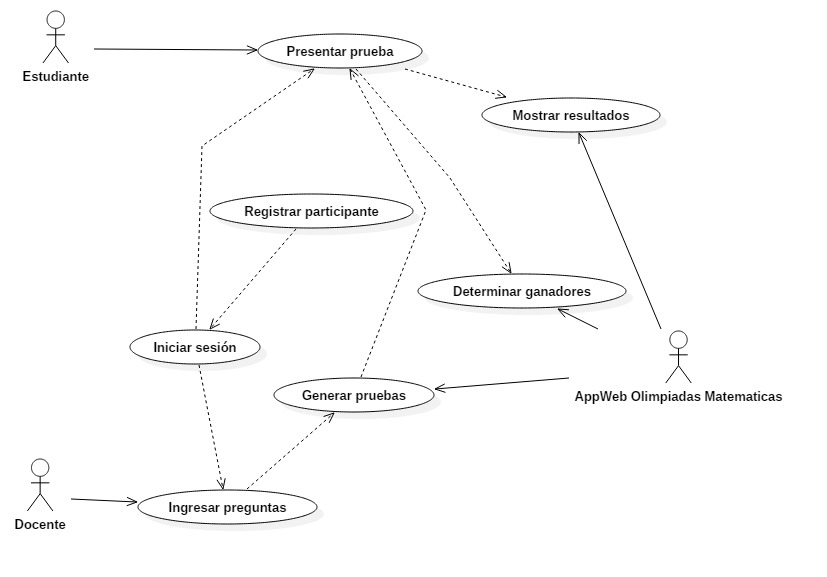 Presentar prueba
Estudiante
Mostrar resultados
Registrar participante
Determinar ganadores
Iniciar sesión
Generar pruebas
AppWeb Olimpiadas Matematicas
Ingresar preguntas
Docente